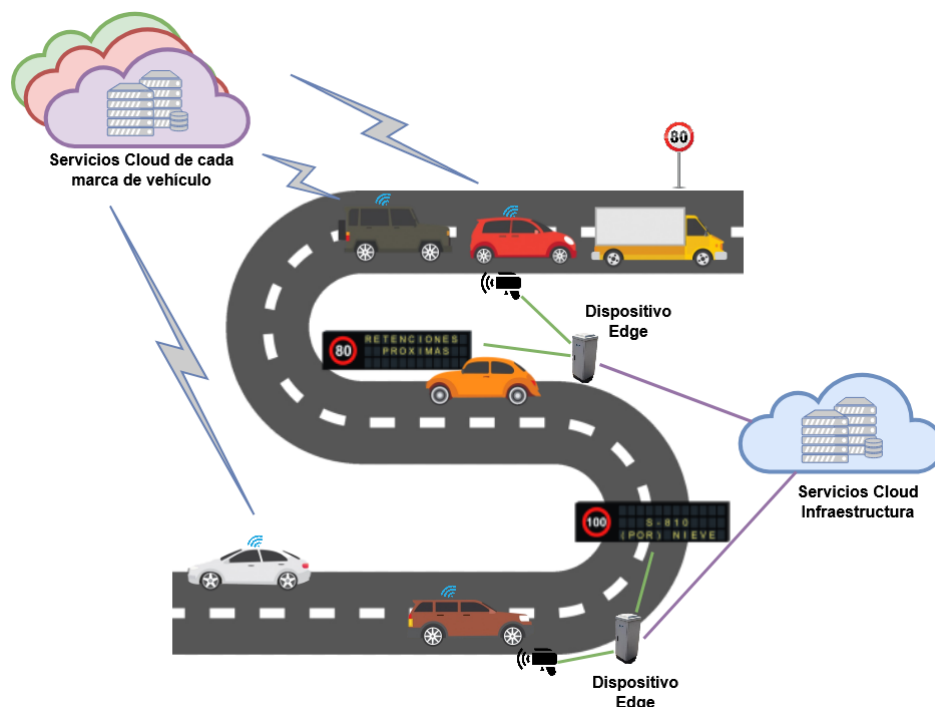 Servicios Cloud de cada
marca de vehículo
80
Dispositivo
Edge
80
RETENCIONES
PROXIMAS
Servicios Cloud
Infraestructura
100
S-810
(POR) NIEVE
Dispositivo
Edge